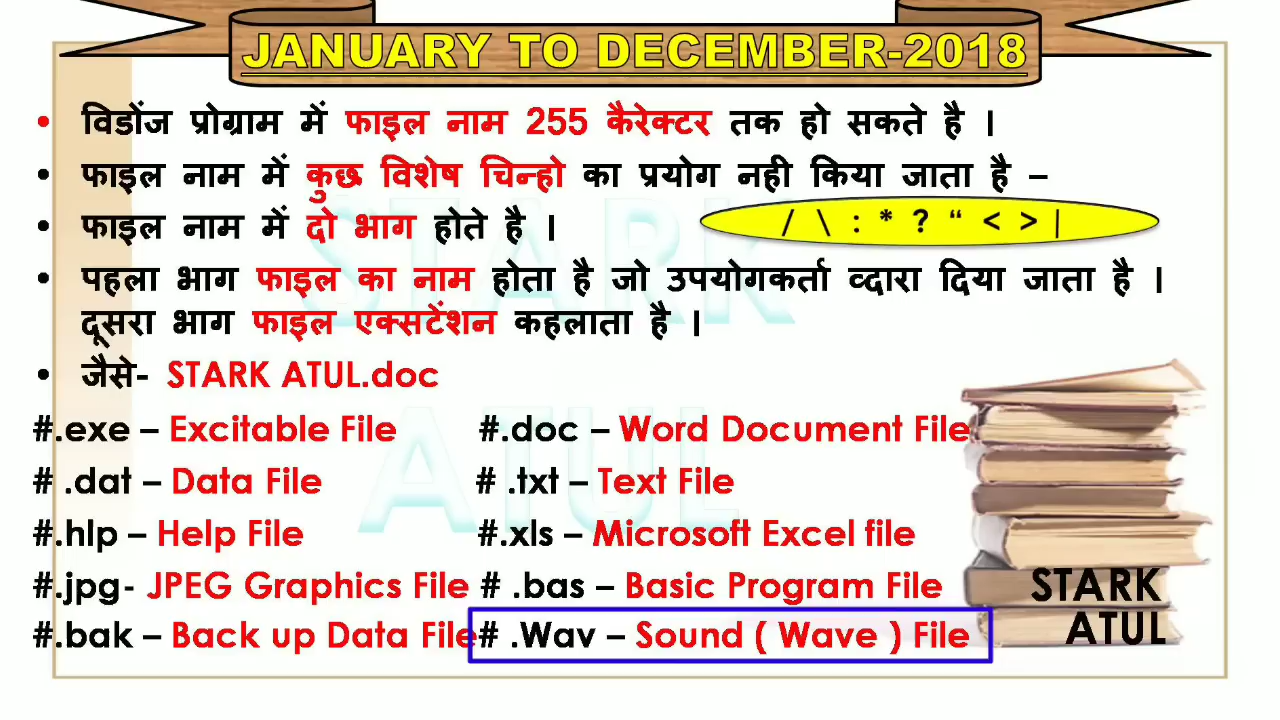 JANUARY TO DECEMBER-2018
• विडोंज प्रोग्राम में फाइल नाम 255 कैरेक्टर तक हो सकते है ।
• फाइल नाम में कुछ विशेष चिन्हो का प्रयोग नही किया जाता है –
/ \ : * ? “ < > |
• फाइल नाम में दो भाग होते है ।
• पहला भाग फाइल का नाम होता है जो उपयोगकर्ता व्दारा दिया जाता है ।
दूसरा भाग फाइल एक्सटेंशन कहलाता है ।
• जैसे- STARK ATUL.doc
#.exe – Excitable File #.doc – Word Document File
# .dat – Data File # .txt – Text File
#.hlp – Help File #.xls – Microsoft Excel file
#.jpg- JPEG Graphics File # .bas – Basic Program File
#.bak – Back up Data File # .Wav – Sound ( Wave ) File
STARK
ATUL
STARK
ATUL